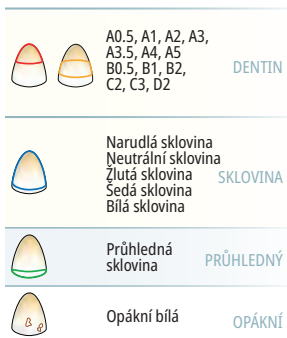 A0.5, A1, A2, A3,
A3.5, A4, A5
B0.5, B1, B2,
C2, C3, D2
DENTIN
Narudlá sklovina
Neutrální sklovina
Žlutá sklovina
Šedá sklovina
Bílá sklovina
SKLOVINA
Průhledná
sklovina
PRŮHLEDNÝ
Opákní bílá
OPÁKNÍ